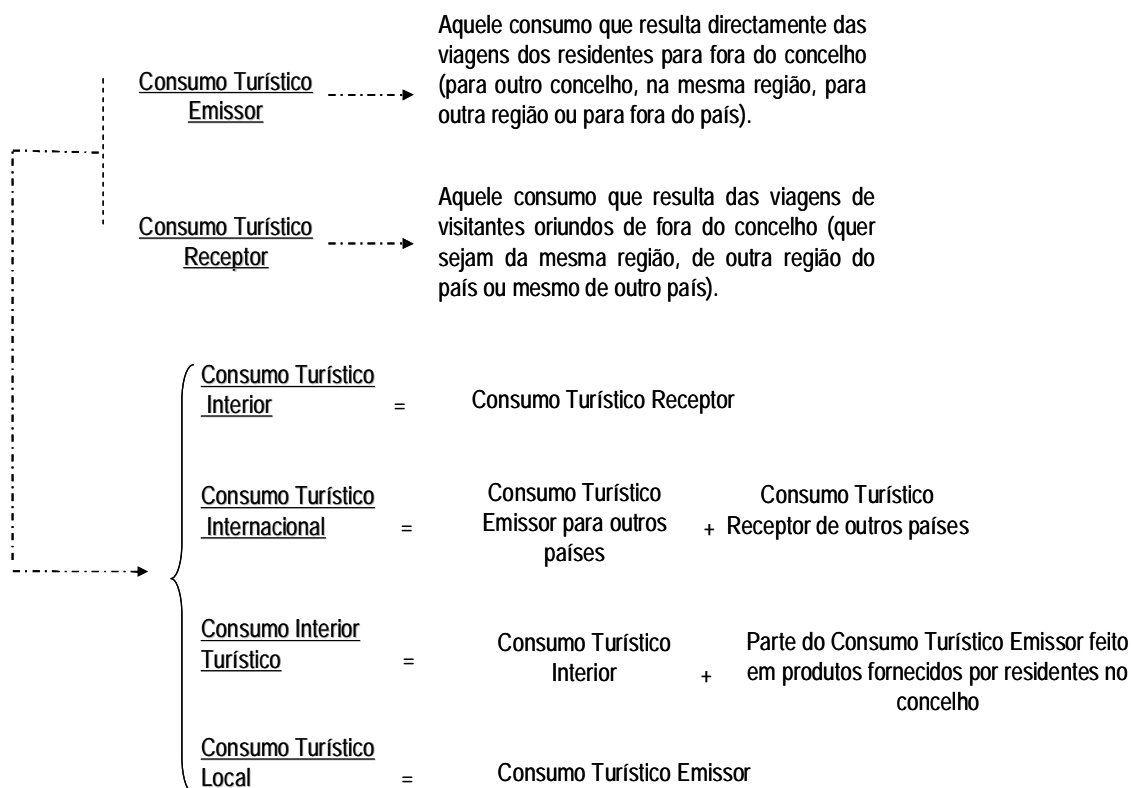 Consumo Turístico
Emissor
Aquele consumo que resulta directamente das
viagens dos residentes para fora do concelho
(para outro concelho, na mesma região, para
outra região ou para fora do país).
Consumo Turístico
Receptor
Aquele consumo que resulta das viagens de
visitantes oriundos de fora do concelho (quer
sejam da mesma região, de outra região do
país ou mesmo de outro país).
Consumo Turístico
Interior
=
Consumo Turístico Receptor
Consumo Turístico
Internacional
=
Consumo Turístico
Emissor para outros
países
+
Consumo Turístico
Receptor de outros países
Consumo Interior
Turístico
=
Consumo Turístico
Interior
+
Parte do Consumo Turístico Emissor feito
em produtos fornecidos por residentes no
concelho
Consumo Turístico
Local
=
Consumo Turístico Emissor